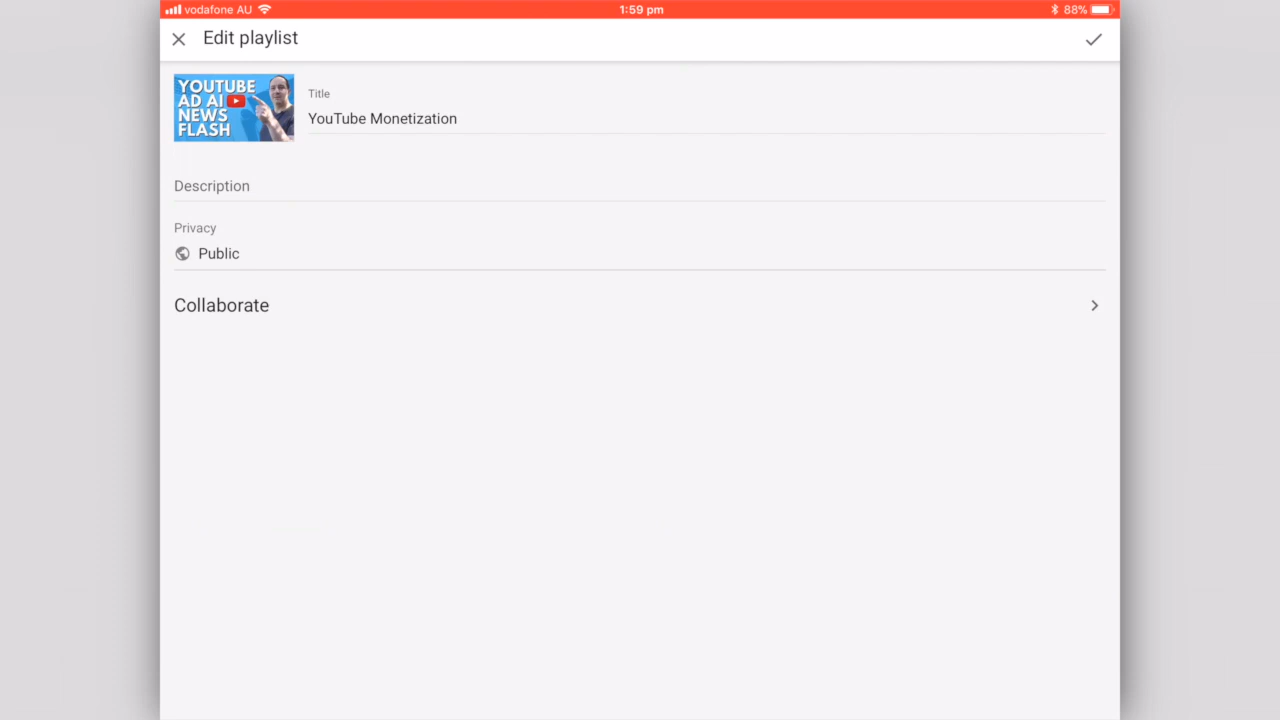 vodafone AU
1:59 pm
88%
Edit playlist
YOUTUBE
AD AI
NEWS
FLASH
Title
YouTube Monetization
Description
Privacy
Public
Collaborate